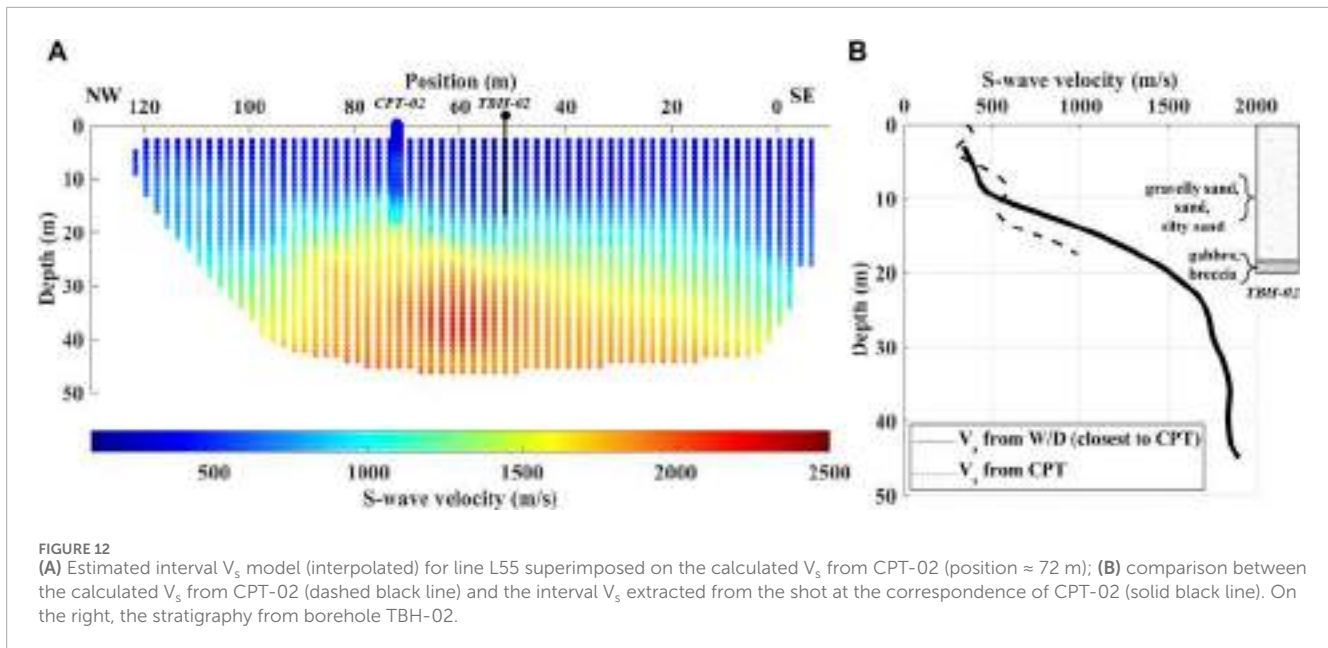 A
Position (m)
NW 120 100 80 60 40 20 0 SE
CPT-02 TBH-02
0
10
20
30
40
50
Depth (m)
500 1000 1500 2000 2500
S-wave velocity (m/s)
B
S-wave velocity (m/s)
0 500 1000 1500 2000
0
10
20
30
40
50
Depth (m)
gravelly sand,
sand,
silty sand
gabbro,
breccia
TBH-02
Vs from W/D (closest to CPT)
Vs from CPT
FIGURE 12
(A) Estimated interval Vs model (interpolated) for line L55 superimposed on the calculated Vs from CPT-02 (position ≈ 72 m); (B) comparison between
the calculated Vs from CPT-02 (dashed black line) and the interval Vs extracted from the shot at the correspondence of CPT-02 (solid black line). On
the right, the stratigraphy from borehole TBH-02.